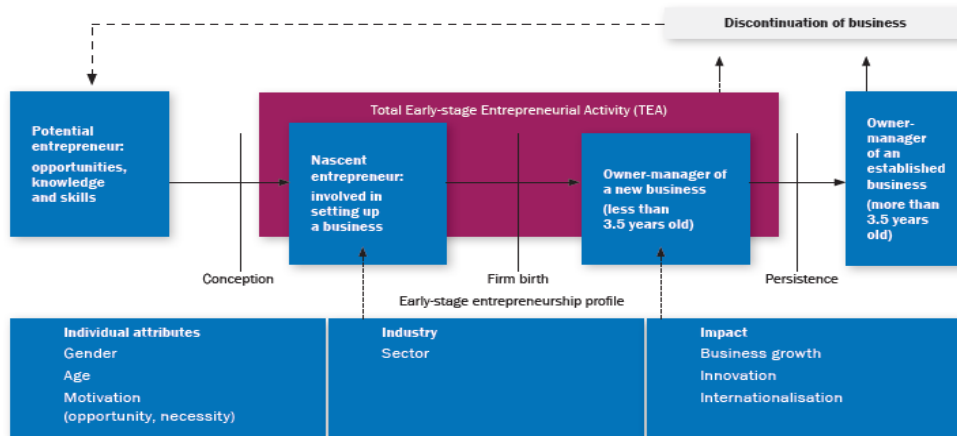 Discontinuation of business
Total Early-stage Entrepreneurial Activity (TEA)
Potential
entrepreneur:
opportunities,
knowledge
and skills
Nascent
entrepreneur:
involved in
setting up
a business
Owner-manager of
a new business
(less than
3.5 years old)
Owner-
manager
of an
established
business
(more than
3.5 years
old)
Conception
Firm birth
Persistence
Early-stage entrepreneurship profile
Individual attributes
Gender
Age
Motivation
(opportunity, necessity)
Industry
Sector
Impact
Business growth
Innovation
Internationalisation